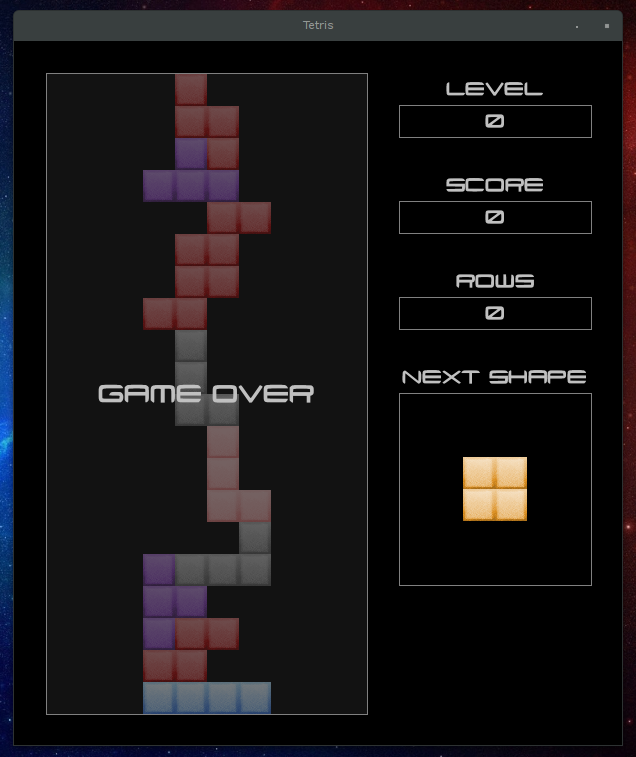 Tetris
LEVEL
0
SCORE
0
ROWS
0
NEXT SHAPE
GAME OVER